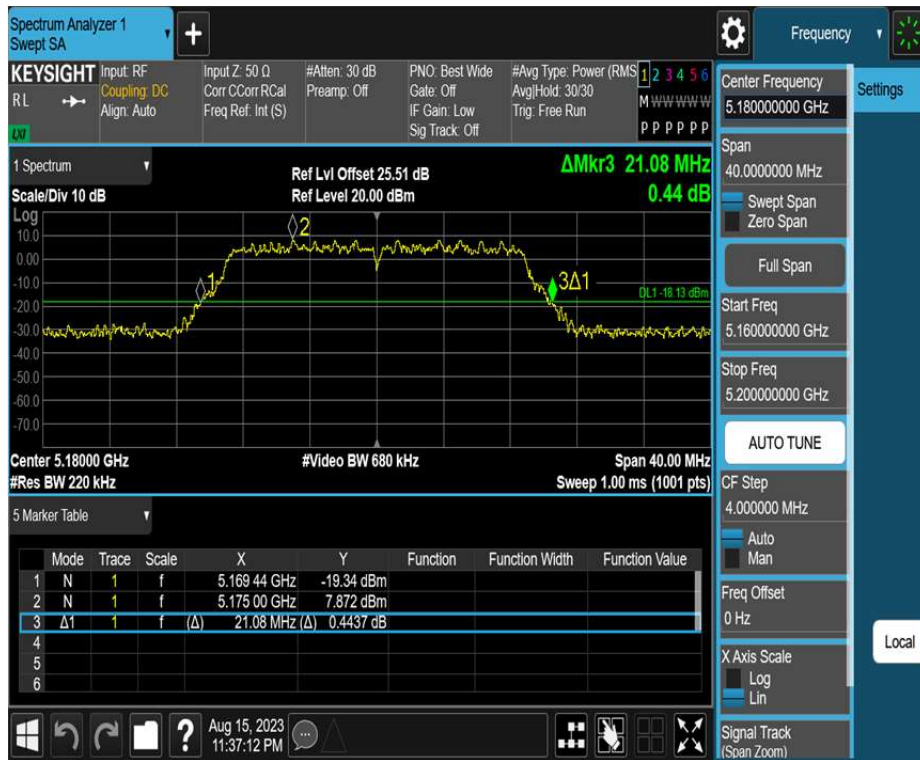 Spectrum Analyzer 1
Swept SA
+
Frequency
KEYSIGHT
RL
LXI
Input: RF
Coupling: DC
Align: Auto
Input Z: 50 Ω
Corr CCorr RCal
Freq Ref: Int (S)
#Atten: 30 dB
Preamp: Off
PNO: Best Wide
Gate: Off
IF Gain: Low
Sig Track: Off
#Avg Type: Power (RMS
Avg|Hold: 30/30
Trig: Free Run
1 2 3 4 5 6
M W W W W W
P P P P P P
1 Spectrum
Scale/Div 10 dB
Ref Lvl Offset 25.51 dB
Ref Level 20.00 dBm
ΔMkr3 21.08 MHz
0.44 dB
Log
10.0
0.00
-10.0
-20.0
-30.0
-40.0
-50.0
-60.0
-70.0
1
2
3Δ1
DL1 -18.13 dBm
Center 5.18000 GHz
#Res BW 220 kHz
#Video BW 680 kHz
Span 40.00 MHz
Sweep 1.00 ms (1001 pts)
5 Marker Table
Mode Trace Scale X Y Function Function Width Function Value
1 N 1 f 5.169 44 GHz -19.34 dBm
2 N 1 f 5.175 00 GHz 7.872 dBm
3 Δ1 1 f (Δ) 21.08 MHz (Δ) 0.4437 dB
4
5
6
?
Aug 15, 2023
11:37:12 PM
Center Frequency
5.180000000 GHz
Span
40.0000000 MHz
Swept Span
Zero Span
Full Span
Start Freq
5.160000000 GHz
Stop Freq
5.200000000 GHz
AUTO TUNE
CF Step
4.000000 MHz
Auto
Man
Freq Offset
0 Hz
X Axis Scale
Log
Lin
Signal Track
(Span Zoom)
Settings
Local